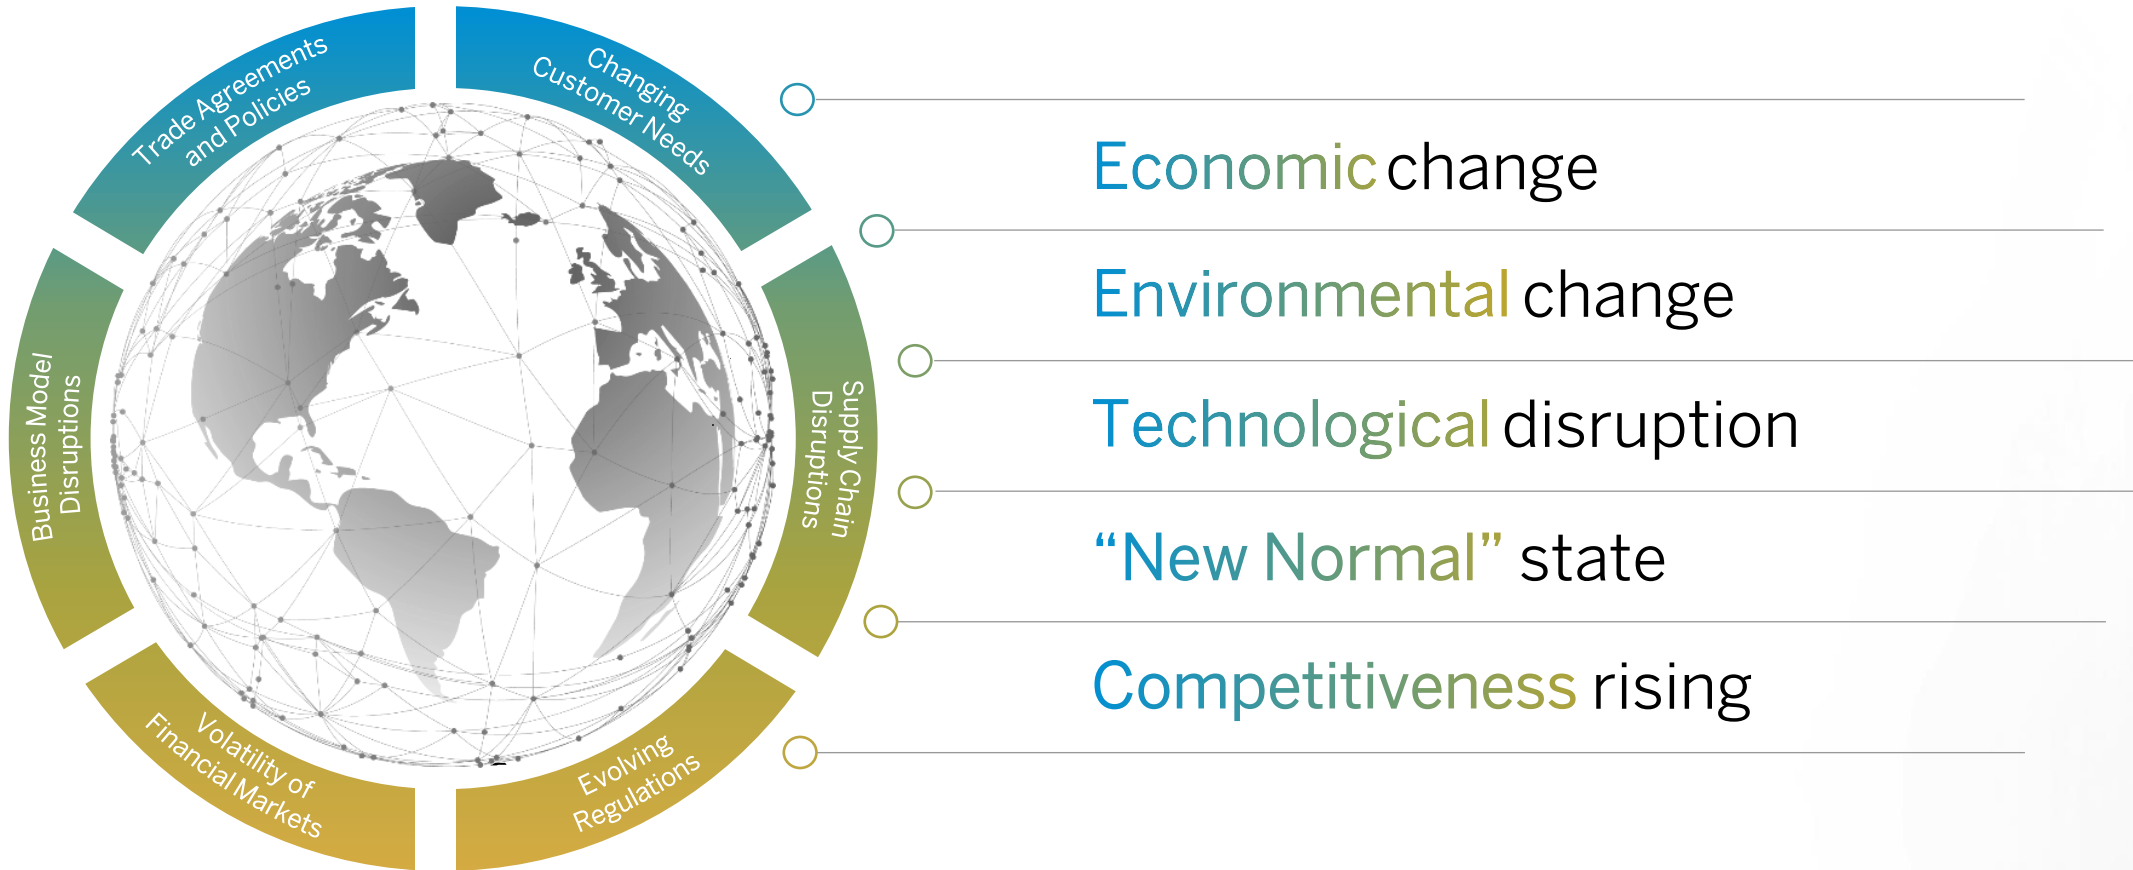 Trade Agreements
and Policies
Changing
Customer Needs
Business Model
Disruptions
Supply Chain
Disruptions
Volatility of
Financial Markets
Evolving
Regulations
Economic change
Environmental change
Technological disruption
“New Normal” state
Competitiveness rising